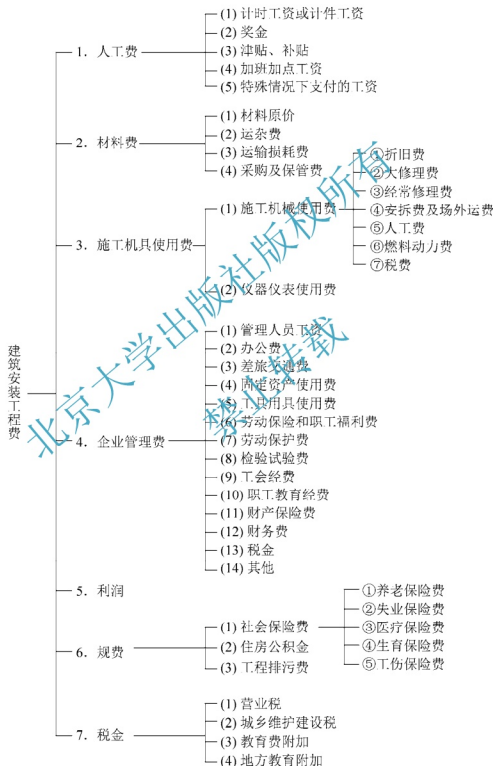 建筑安装工程费
1. 人工费
(1) 计时工资或计件工资
(2) 奖金
(3) 津贴、补贴
(4) 加班加点工资
(5) 特殊情况下支付的工资
2. 材料费
(1) 材料原价
(2) 运杂费
(3) 运输损耗费
(4) 采购及保管费
3. 施工机具使用费
(1) 施工机械使用费
①折旧费
②大修理费
③经常修理费
④安拆费及场外运费
⑤人工费
⑥燃料动力费
⑦税费
(2) 仪器仪表使用费
4. 企业管理费
(1) 管理人员工资
(2) 办公费
(3) 差旅交通费
(4) 固定资产使用费
(5) 工具用具使用费
(6) 劳动保险和职工福利费
(7) 劳动保护费
(8) 检验试验费
(9) 工会经费
(10) 职工教育经费
(11) 财产保险费
(12) 财务费
(13) 税金
(14) 其他
5. 利润
6. 规费
(1) 社会保险费
①养老保险费
②失业保险费
③医疗保险费
④生育保险费
⑤工伤保险费
(2) 住房公积金
(3) 工程排污费
7. 税金
(1) 营业税
(2) 城乡维护建设税
(3) 教育费附加
(4) 地方教育附加
北京大学出版社版权所有
禁止转载